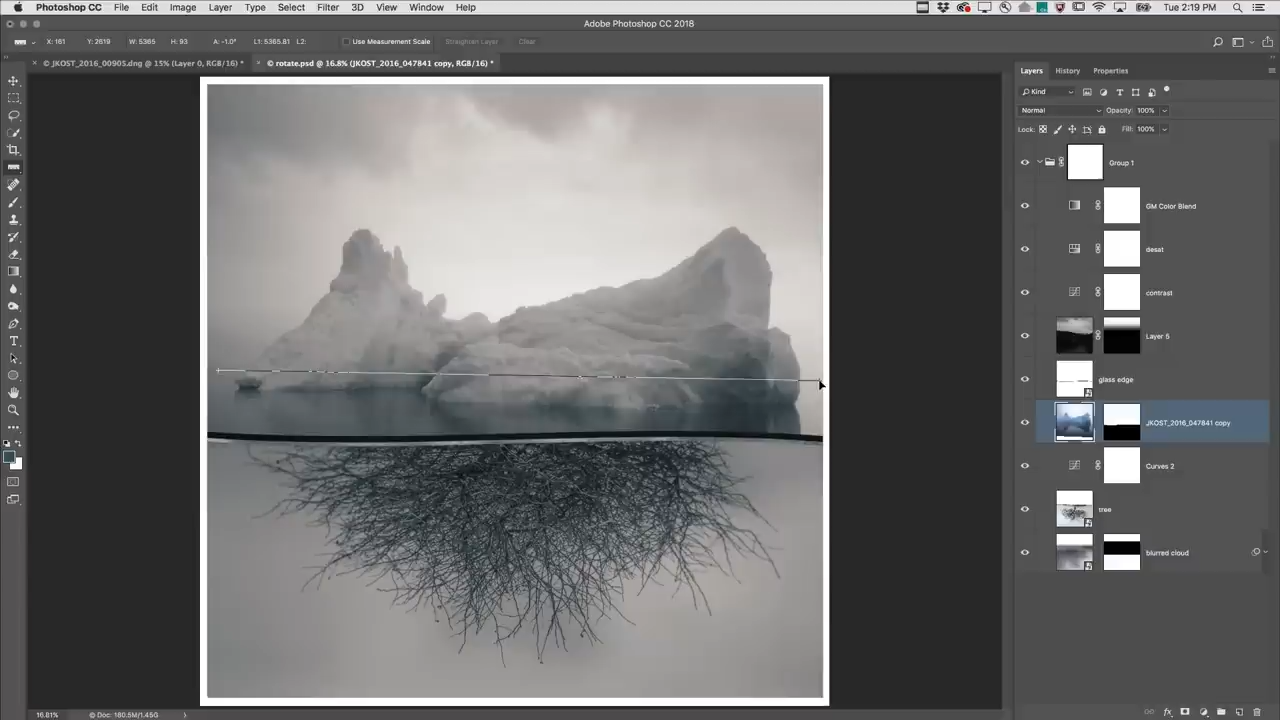 Photoshop CC File Edit Image Layer Type Select Filter 3D View Window Help Tue 2:19 PM
Adobe Photoshop CC 2018
X: 161 Y: 2619 W: 5365 H: 93 A: -1.0° L1: 5365.81 L2: Use Measurement Scale Straighten Layer Clear
× © JKOST_2016_00905.dng @ 15% (Layer 0, RGB/16) * × © rotate.psd @ 16.8% (JKOST_2016_047841 copy, RGB/16) *
Layers History Properties
Kind
Normal Opacity: 100%
Lock: Fill: 100%
Group 1
GM Color Blend
desat
contrast
Layer 5
glass edge
JKOST_2016_047841 copy
Curves 2
tree
blurred cloud
16.81% © Doc: 180.5M/1.45G